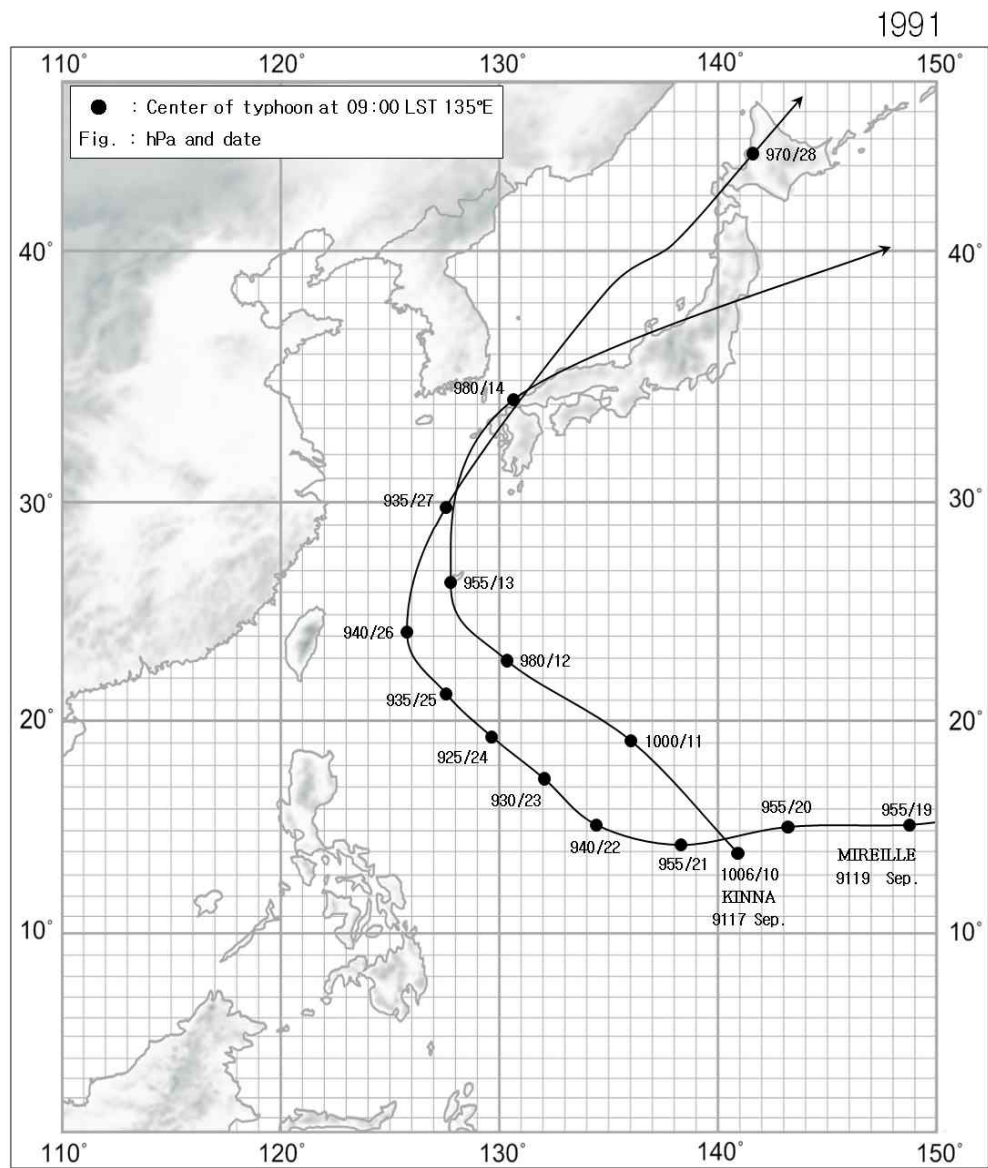 1991
110° 120° 130° 140° 150°
● : Center of typhoon at 09:00 LST 135°E
Fig. : hPa and date
970/28
40° 40°
980/14
935/27
30° 30°
955/13
940/26
980/12
935/25
20° 20°
1000/11
925/24
930/23
955/20
955/19
940/22
955/21
MIREILLE
9119 Sep.
1006/10
KINNA
9117 Sep.
10° 10°
110° 120° 130° 140° 150°